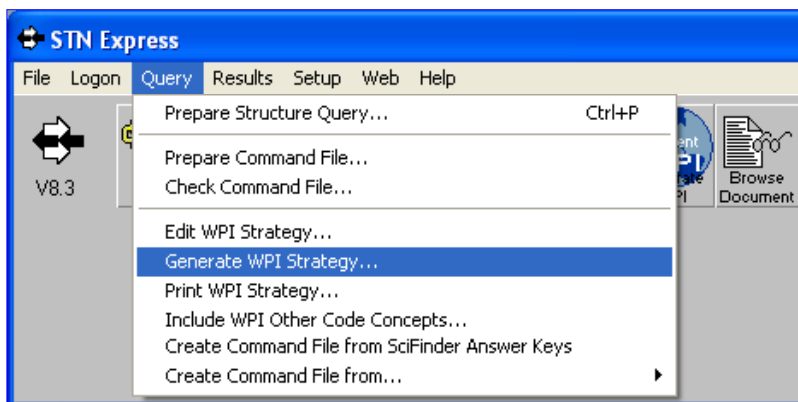 STN Express
File Logon Query Results Setup Web Help
Prepare Structure Query... Ctrl+P
Prepare Command File...
Check Command File...
Edit WPI Strategy...
Generate WPI Strategy...
Print WPI Strategy...
Include WPI Other Code Concepts...
Create Command File from SciFinder Answer Keys
Create Command File from...
V8.3
Browse
Document